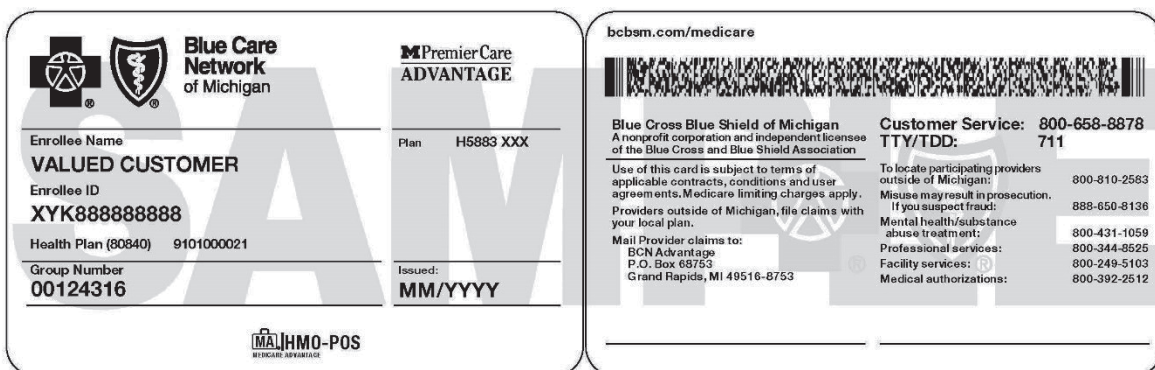 Blue Care
Network
of Michigan
MPremierCare
ADVANTAGE
Enrollee Name
VALUED CUSTOMER
Enrollee ID
XYK888888888
Health Plan (80840) 9101000021
Plan H5883 XXX
Group Number
00124316
Issued:
MM/YYYY
MA HMO-POS
MEDICARE ADVANTAGE
SAMPLE
bcbsm.com/medicare
Blue Cross Blue Shield of Michigan
A nonprofit corporation and independent licensee
of the Blue Cross and Blue Shield Association
Use of this card is subject to terms of
applicable contracts, conditions and user
agreements. Medicare limiting charges apply.
Providers outside of Michigan, file claims with
your local plan.
Mail Provider claims to:
BCN Advantage
P.O. Box 68753
Grand Rapids, MI 49516-8753
Customer Service: 800-658-8878
TTY/TDD: 711
To locate participating providers
outside of Michigan: 800-810-2583
Misuse may result in prosecution.
If you suspect fraud: 888-650-8136
Mental health/substance
abuse treatment: 800-431-1059
Professional services: 800-344-8525
Facility services: 800-249-5103
Medical authorizations: 800-392-2512